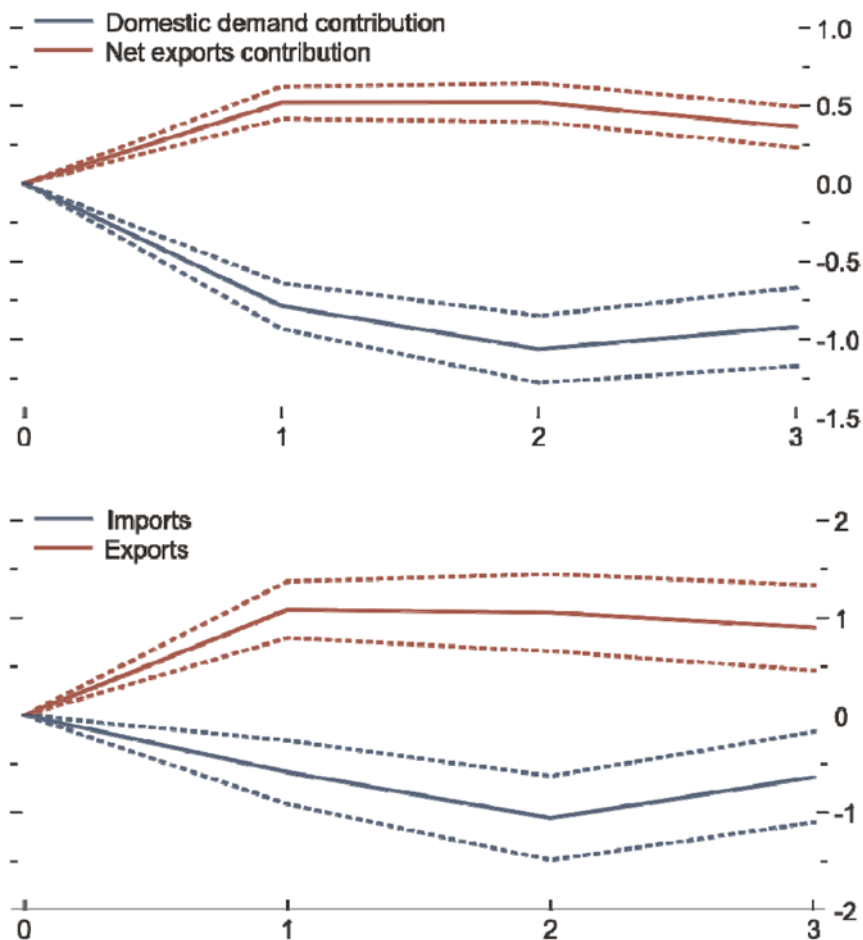 Domestic demand contribution
Net exports contribution
1.0
0.5
0.0
-0.5
-1.0
-1.5
0 1 2 3
Imports
Exports
2
1
0
-1
-2
0 1 2 3